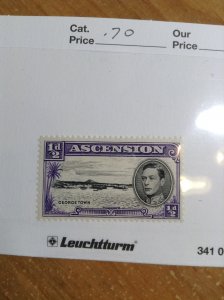 Cat.
Price .70
Our
Price
½d
ASCENSION
GEORGETOWN
½d
Leuchtturm
341 0